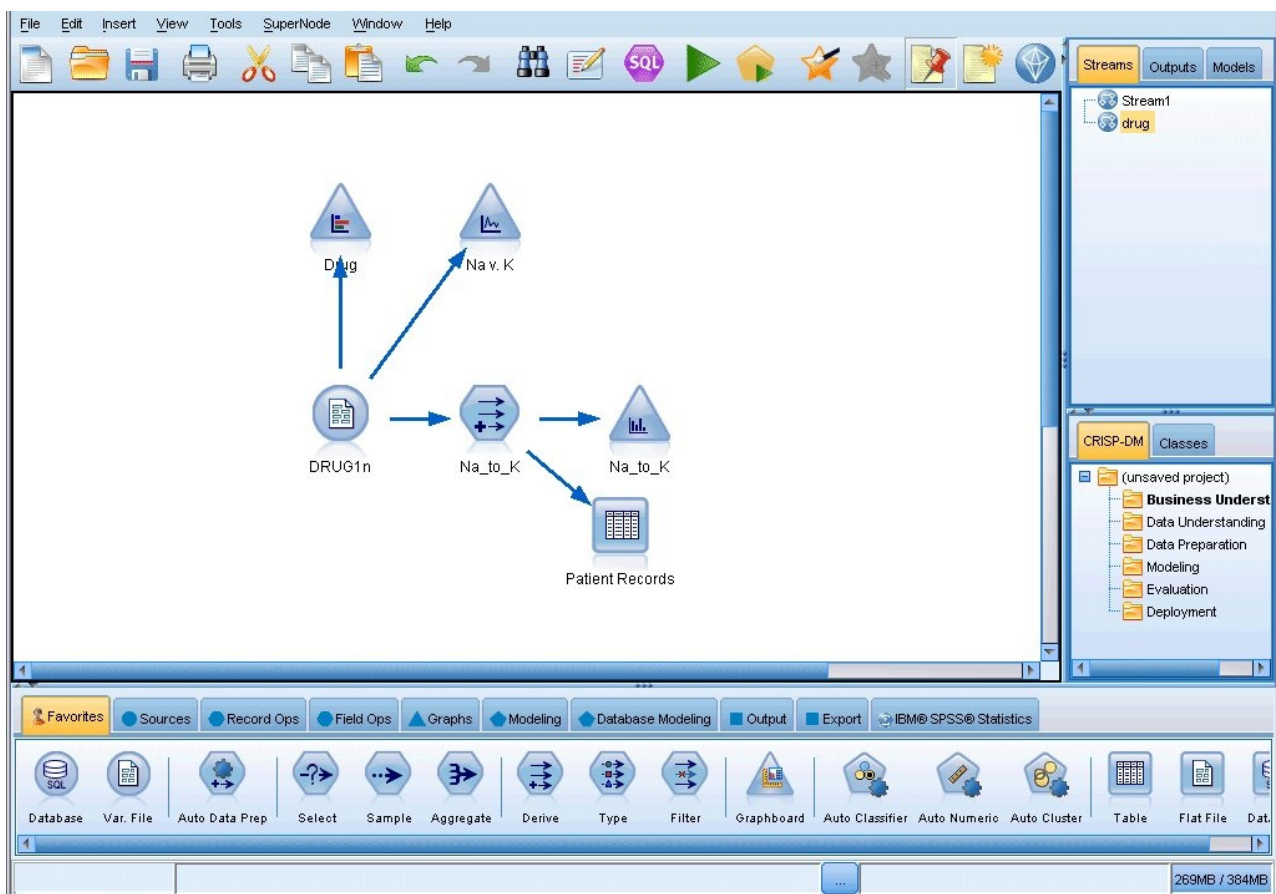 File Edit Insert View Tools SuperNode Window Help
SQL
Streams Outputs Models
Stream1
drug
Drug
Na v. K
DRUG1n
Na_to_K
Na_to_K
Patient Records
CRISP-DM Classes
(unsaved project)
Business Underst
Data Understanding
Data Preparation
Modeling
Evaluation
Deployment
Favorites Sources Record Ops Field Ops Graphs Modeling Database Modeling Output Export IBM® SPSS® Statistics
SQL
Database Var. File Auto Data Prep Select Sample Aggregate Derive Type Filter Graphboard Auto Classifier Auto Numeric Auto Cluster Table Flat File Dat
...
269MB / 384MB